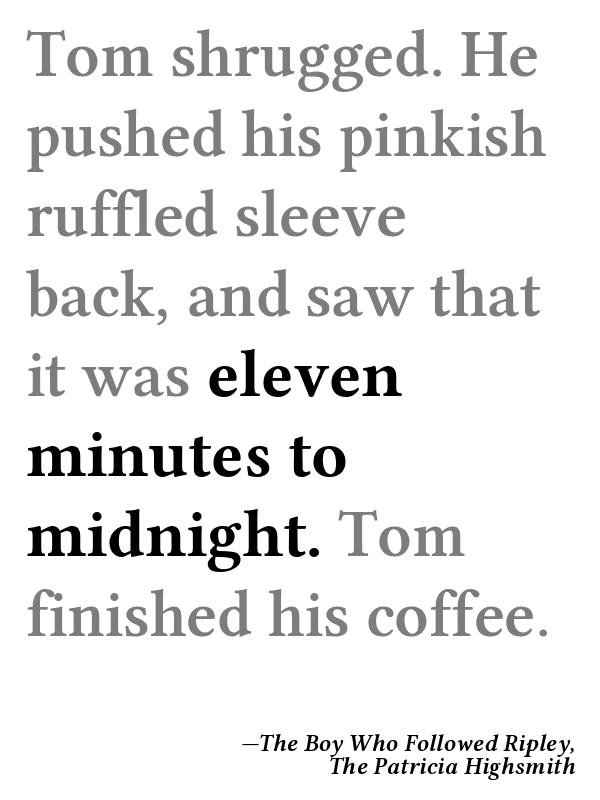 Tom shrugged. He
pushed his pinkish
ruffled sleeve
back, and saw that
it was eleven
minutes to
midnight. Tom
finished his coffee.
—The Boy Who Followed Ripley,
The Patricia Highsmith